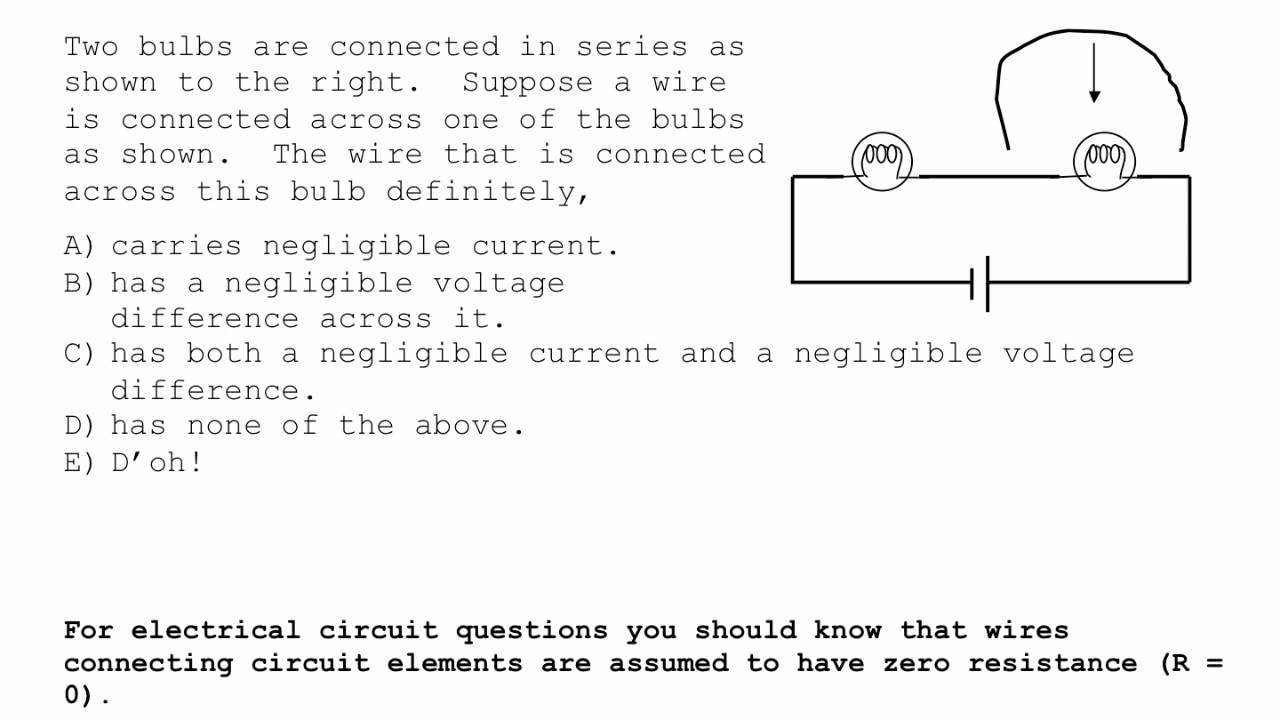 Two bulbs are connected in series as
shown to the right.  Suppose a wire
is connected across one of the bulbs
as shown.  The wire that is connected
across this bulb definitely,
A) carries negligible current.
B) has a negligible voltage
difference across it.
C) has both a negligible current and a negligible voltage
difference.
D) has none of the above.
E) D’oh!
For electrical circuit questions you should know that wires
connecting circuit elements are assumed to have zero resistance (R =
0).